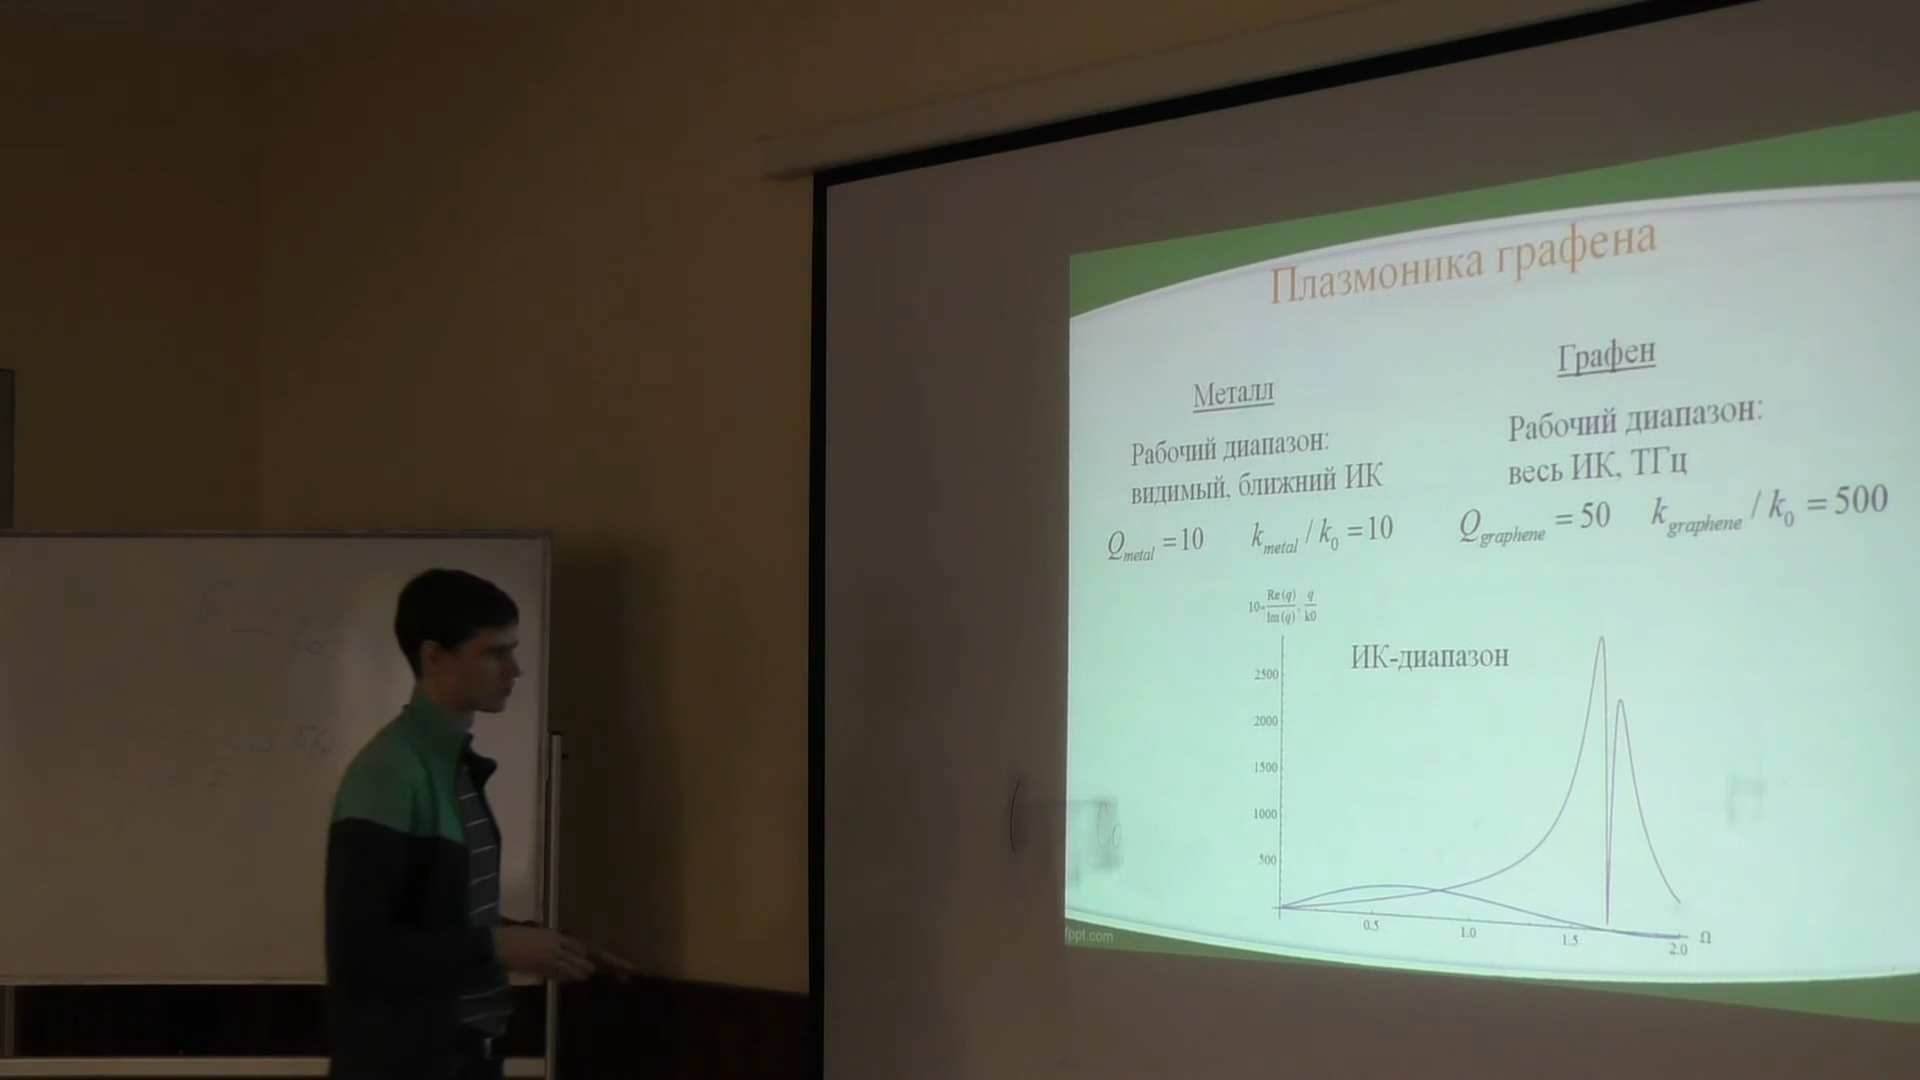 Плазмоника графена
Металл
Рабочий диапазон:
видимый, ближний ИК
Q_metal = 10 k_metal / k_0 = 10
Графен
Рабочий диапазон:
весь ИК, ТГц
Q_graphene = 50 k_graphene / k_0 = 500
10*Re(q)/Im(q), q/k0
ИК-диапазон
2500
2000
1500
1000
500
0.5 1.0 1.5 2.0 Ω
fppt.com